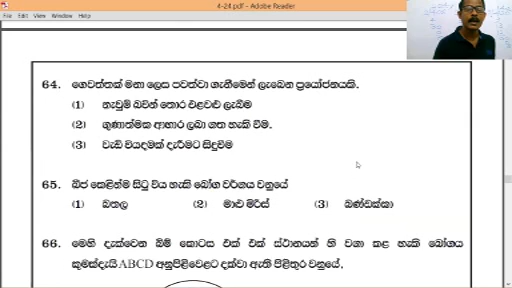 4-24.pdf - Adobe Reader
File Edit View Window Help
64. ගෙවත්තක් මනා ලෙස පවත්වා ගැනීමෙන් ලැබෙන ප්‍රයෝජනයකි.
(1) නැවුම් බවින් තොර එළවළු ලැබීම
(2) ගුණාත්මක ආහාර ලබා ගත හැකි වීම.
(3) වැඩි වියදමක් දැරීමට සිදුවීම
65. බීජ කෙළින්ම සිටු විය හැකි බෝග වර්ගය වනුයේ
(1) බතල (2) මාළු මිරිස් (3) බණ්ඩක්කා
66. මෙහි දැක්වෙන බිම් කොටස එක් එක් ස්ථානයන් හි වගා කළ හැකි බෝගය
කුමක්දැයි ABCD අනුපිළිවෙළට දක්වා ඇති පිළිතුර වනුයේ,